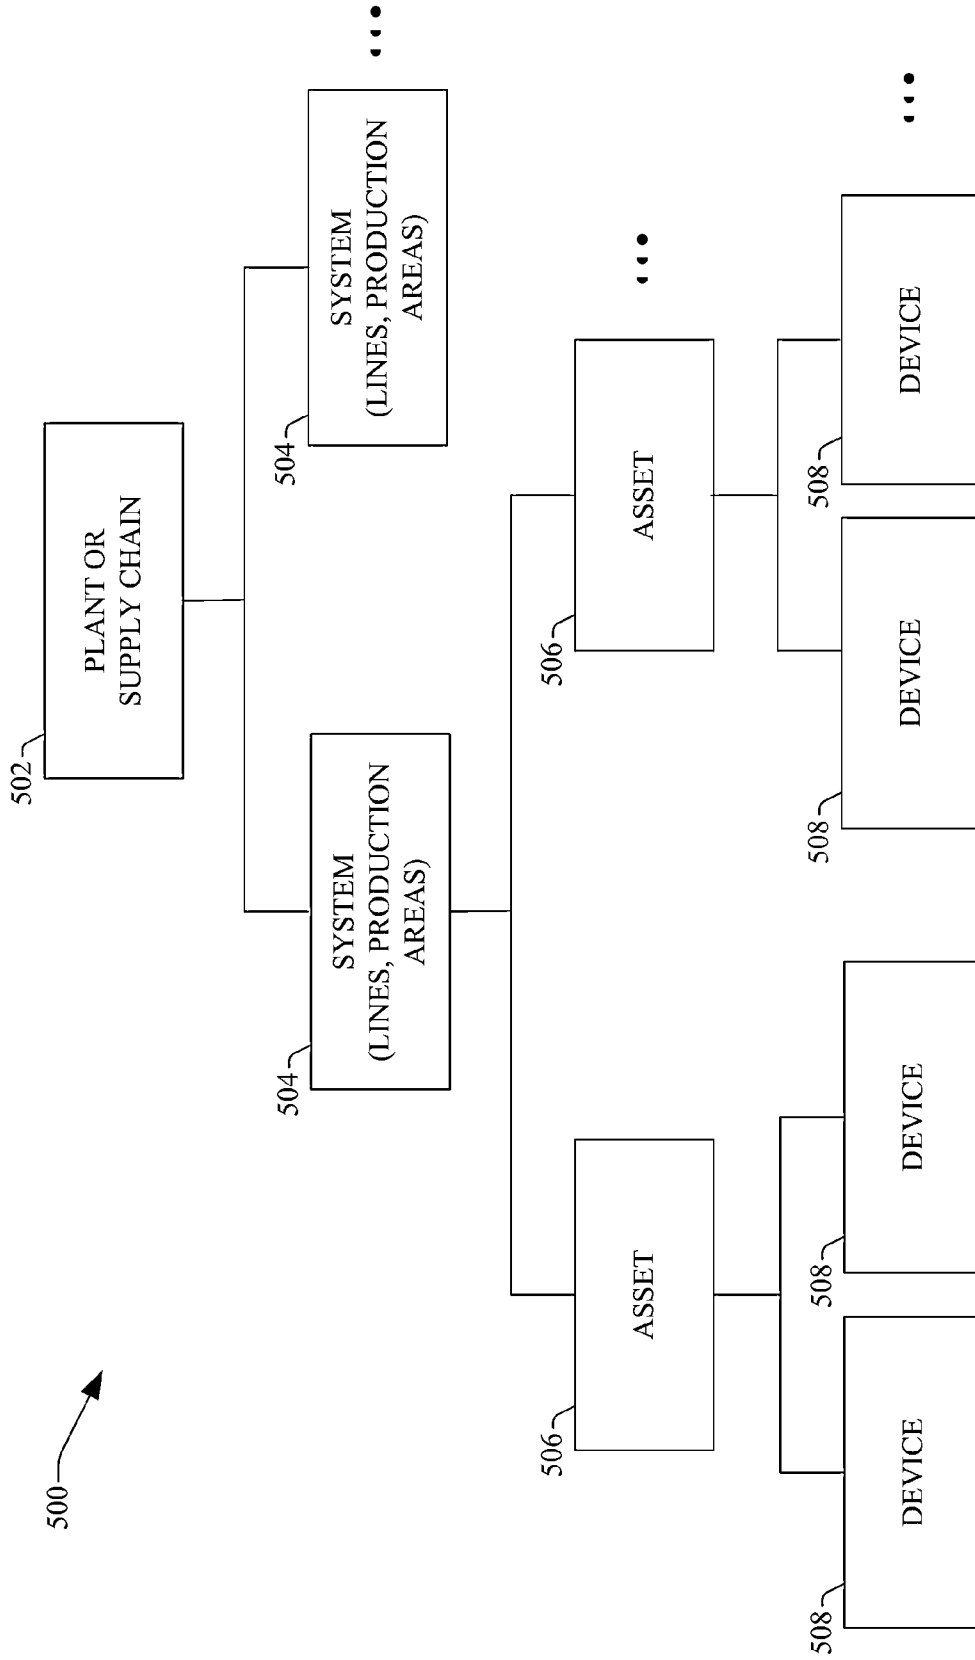 500
502
PLANT OR
SUPPLY CHAIN
504
SYSTEM
(LINES, PRODUCTION
AREAS)
504
SYSTEM
(LINES, PRODUCTION
AREAS)
506
ASSET
506
ASSET
508
DEVICE
508
DEVICE
508
DEVICE
508
DEVICE